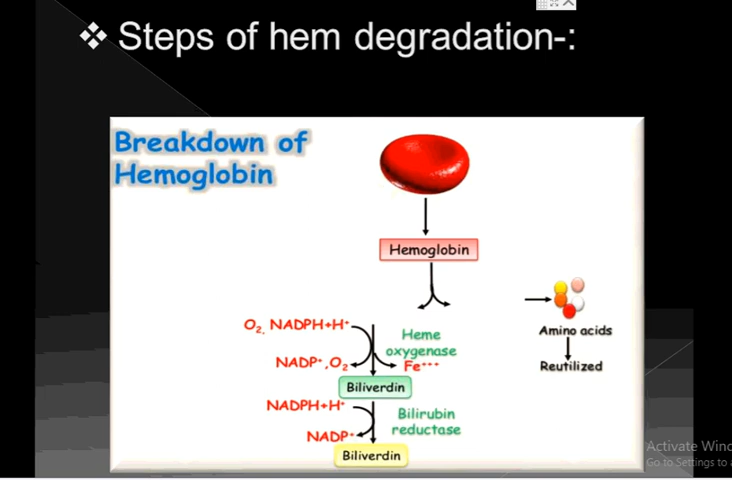 ❖ Steps of hem degradation-:
Breakdown of
Hemoglobin
Hemoglobin
O₂, NADPH+H⁺
Heme
oxygenase
NADP⁺,O₂
Fe⁺⁺⁺
Biliverdin
NADPH+H⁺
Bilirubin
reductase
NADP⁺
Biliverdin
Amino acids
Reutilized
Activate Winc
Go to Settings to